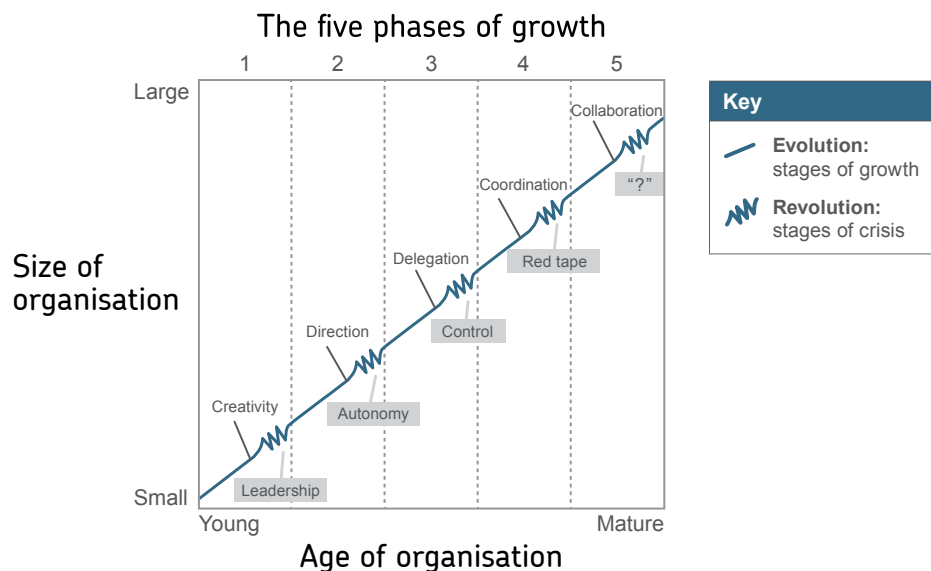 The five phases of growth
1 2 3 4 5
Large
Collaboration
“?”
Coordination
Red tape
Delegation
Control
Direction
Autonomy
Creativity
Leadership
Size of
organisation
Small
Young
Mature
Age of organisation
Key
Evolution:
stages of growth
Revolution:
stages of crisis